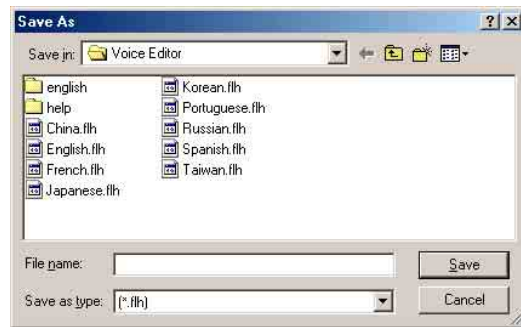 Save As
Save in: Voice Editor
english
help
China.flh
English.flh
French.flh
Japanese.flh
Korean.flh
Portuguese.flh
Russian.flh
Spanish.flh
Taiwan.flh
File name:
Save
Save as type: (*.flh)
Cancel